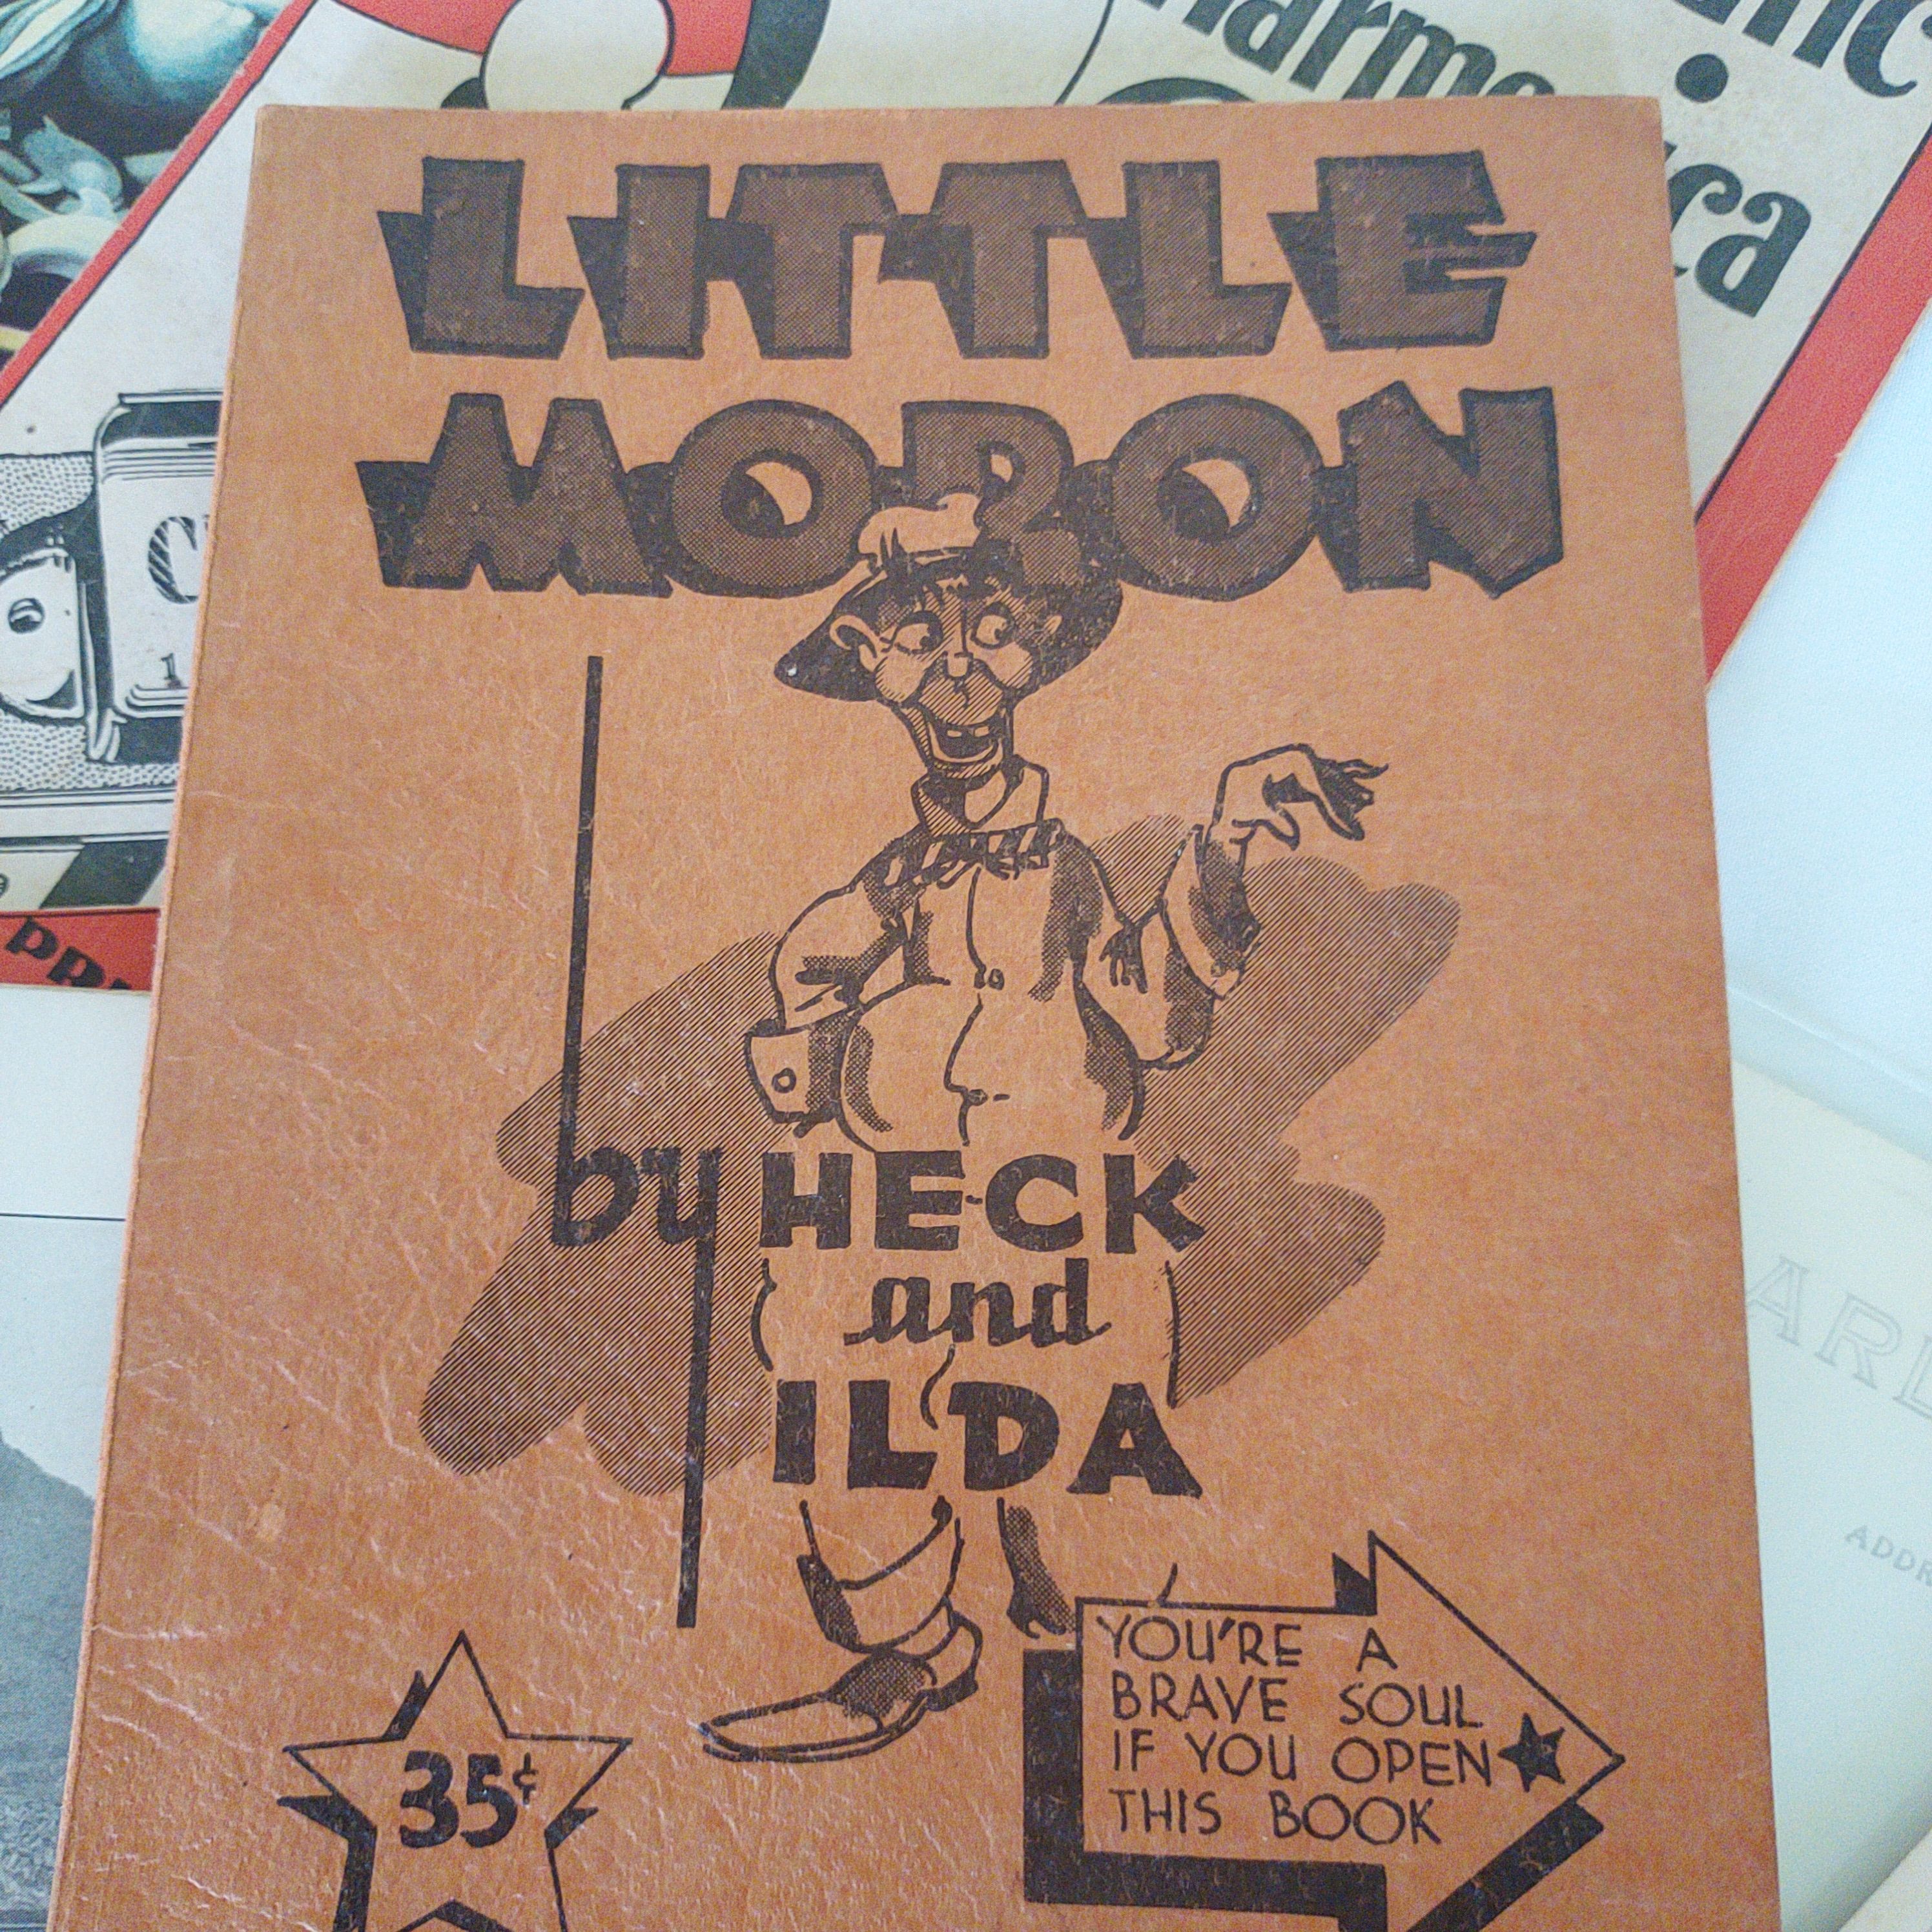 LITTLE
MORON
by HECK
and
ILDA
35¢
YOU'RE A
BRAVE SOUL
IF YOU OPEN
THIS BOOK